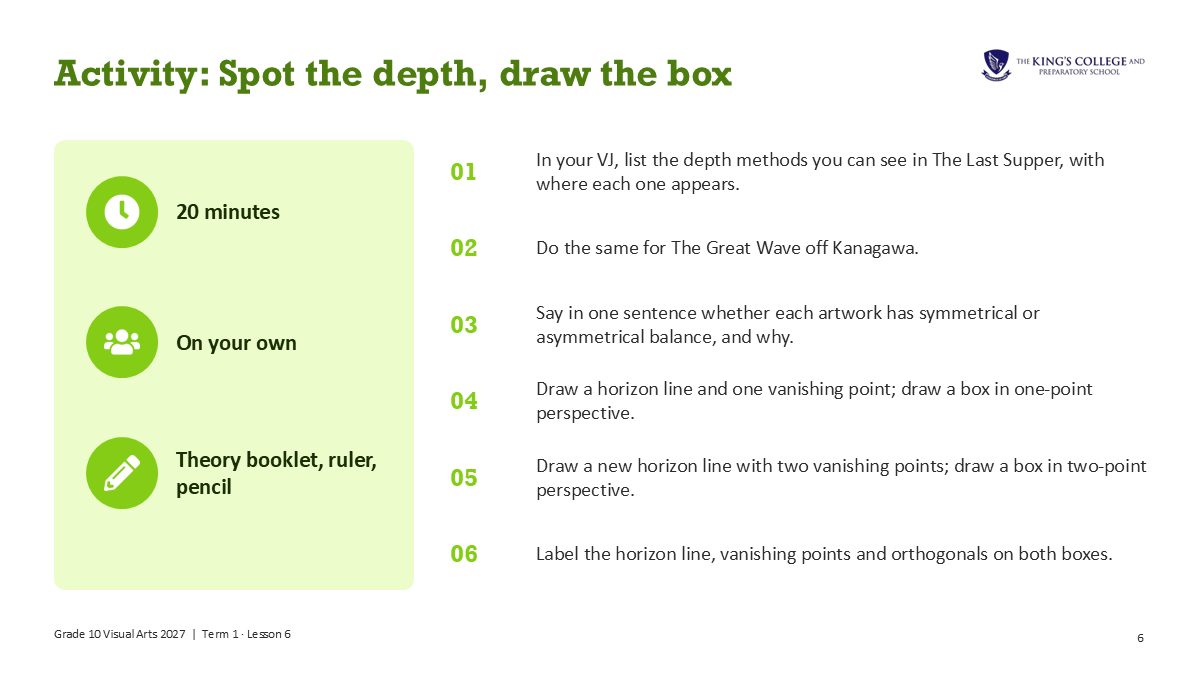 Activity: Spot the depth, draw the box
THE KING'S COLLEGE AND
PREPARATORY SCHOOL
20 minutes
On your own
Theory booklet, ruler,
pencil
01
In your VJ, list the depth methods you can see in The Last Supper, with
where each one appears.
02
Do the same for The Great Wave off Kanagawa.
03
Say in one sentence whether each artwork has symmetrical or
asymmetrical balance, and why.
04
Draw a horizon line and one vanishing point; draw a box in one-point
perspective.
05
Draw a new horizon line with two vanishing points; draw a box in two-point
perspective.
06
Label the horizon line, vanishing points and orthogonals on both boxes.
Grade 10 Visual Arts 2027 | Term 1 · Lesson 6
6